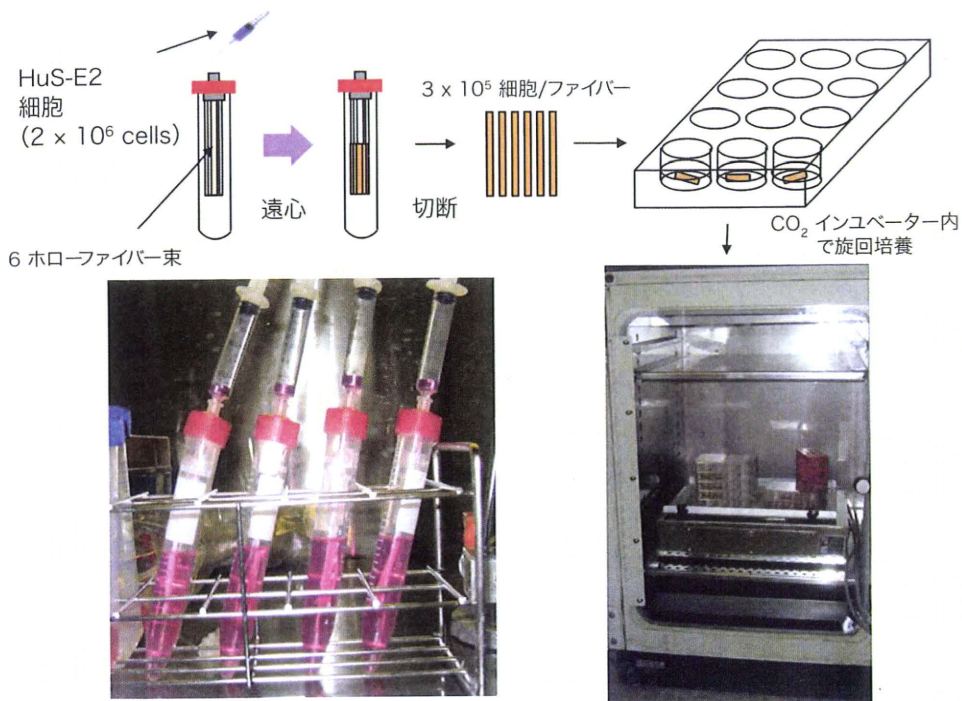 HuS-E2
細胞
(2 x 10⁶ cells)
遠心
切断
3 x 10⁵ 細胞/ファイバー
CO₂ インユベーター内
で旋回培養
6 ホローファイバー束